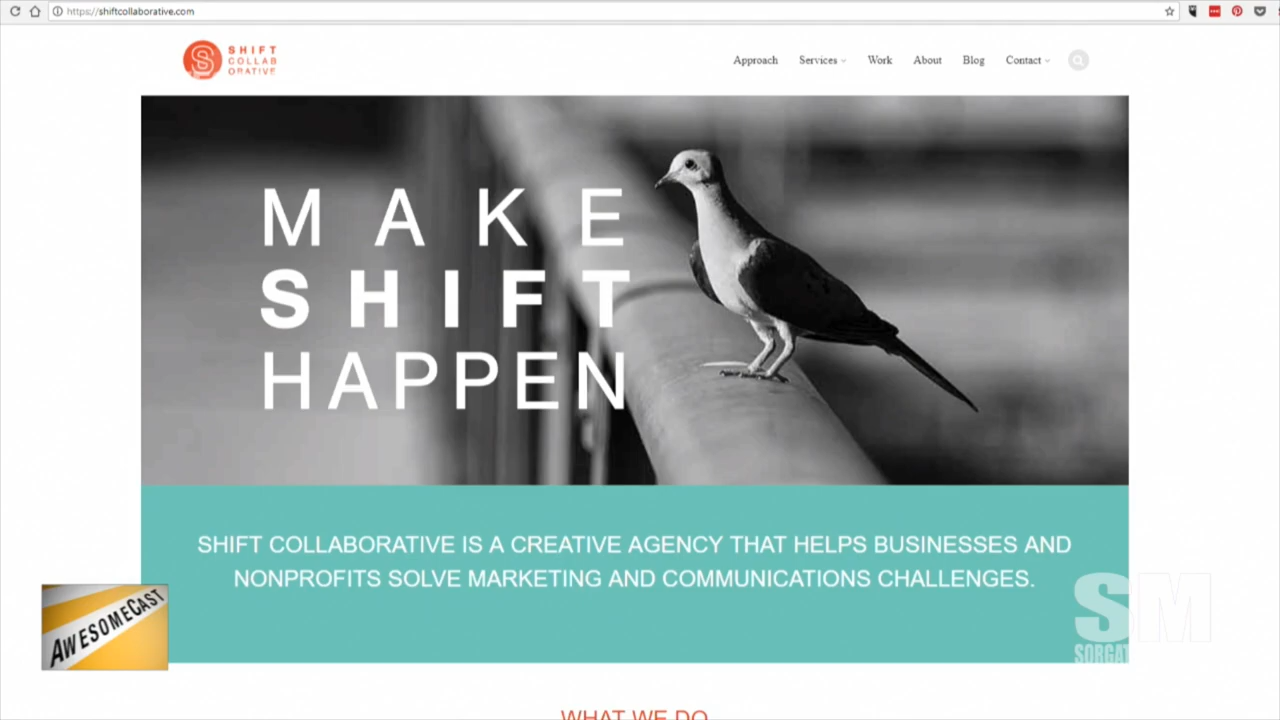 https://shiftcollaborative.com
SHIFT
COLLAB
ORATIVE
Approach Services Work About Blog Contact
MAKE
SHIFT
HAPPEN
SHIFT COLLABORATIVE IS A CREATIVE AGENCY THAT HELPS BUSINESSES AND
NONPROFITS SOLVE MARKETING AND COMMUNICATIONS CHALLENGES.
AWESOMECAST
SM
WHAT WE DO